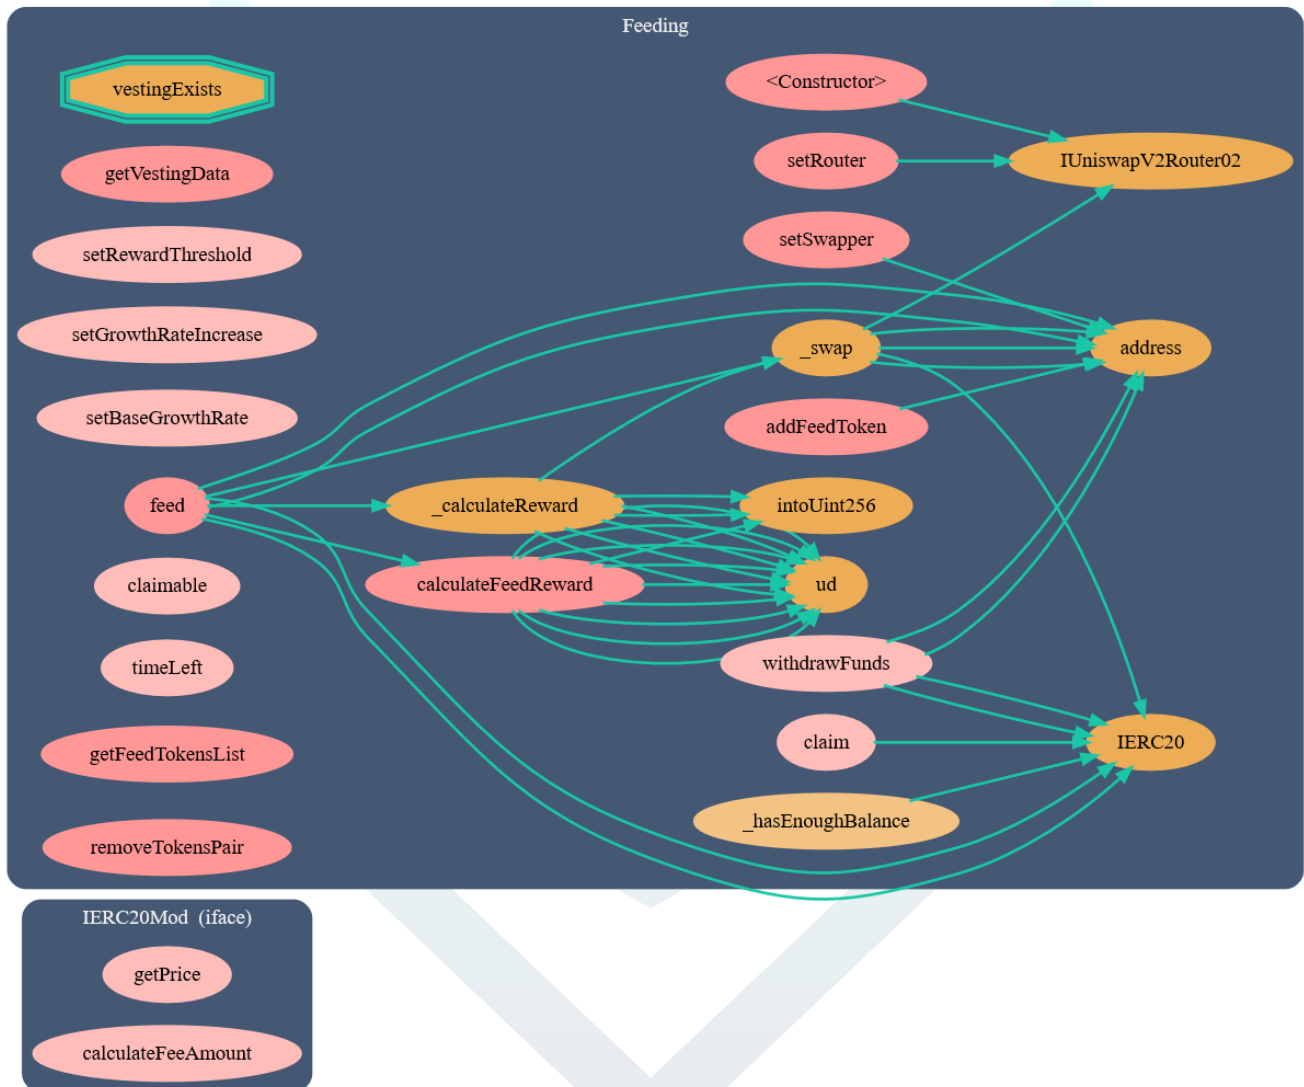 Feeding
vestingExists
getVestingData
setRewardThreshold
setGrowthRateIncrease
setBaseGrowthRate
feed
claimable
timeLeft
getFeedTokensList
removeTokensPair
_calculateReward
calculateFeedReward
<Constructor>
setRouter
setSwapper
_swap
addFeedToken
intoUint256
ud
withdrawFunds
claim
_hasEnoughBalance
IUniswapV2Router02
address
IERC20
IERC20Mod (iface)
getPrice
calculateFeeAmount